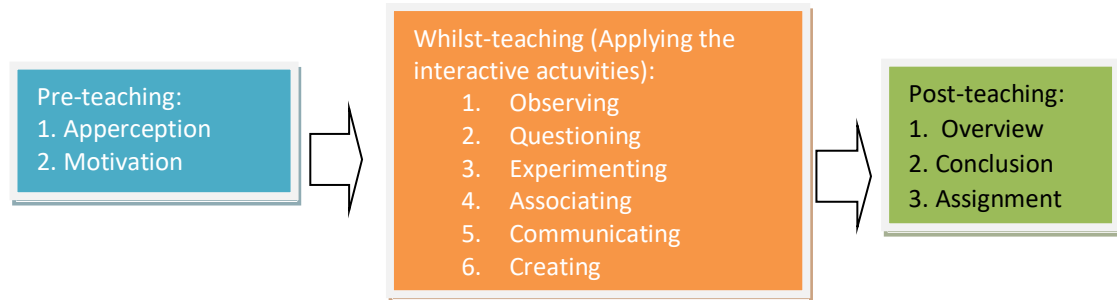 Pre-teaching:
1. Apperception
2. Motivation
Whilst-teaching (Applying the
interactive actuvities):
1. Observing
2. Questioning
3. Experimenting
4. Associating
5. Communicating
6. Creating
Post-teaching:
1. Overview
2. Conclusion
3. Assignment